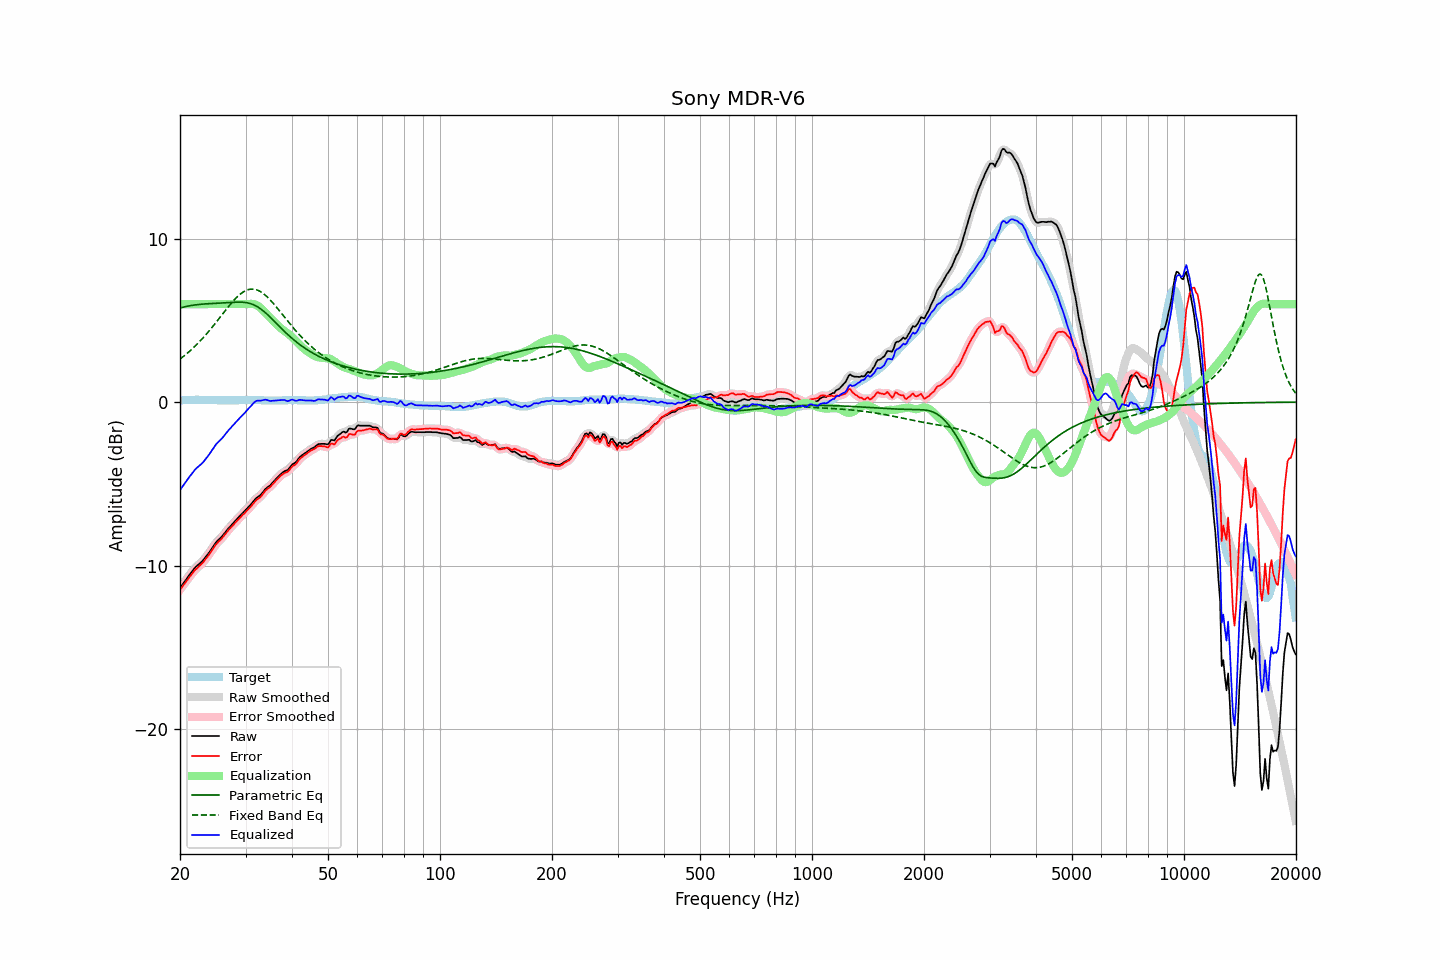 Sony MDR-V6
Amplitude (dBr)
10
0
−10
−20
Target
Raw Smoothed
Error Smoothed
Raw
Error
Equalization
Parametric Eq
Fixed Band Eq
Equalized
20 50 100 200 500 1000 2000 5000 10000 20000
Frequency (Hz)